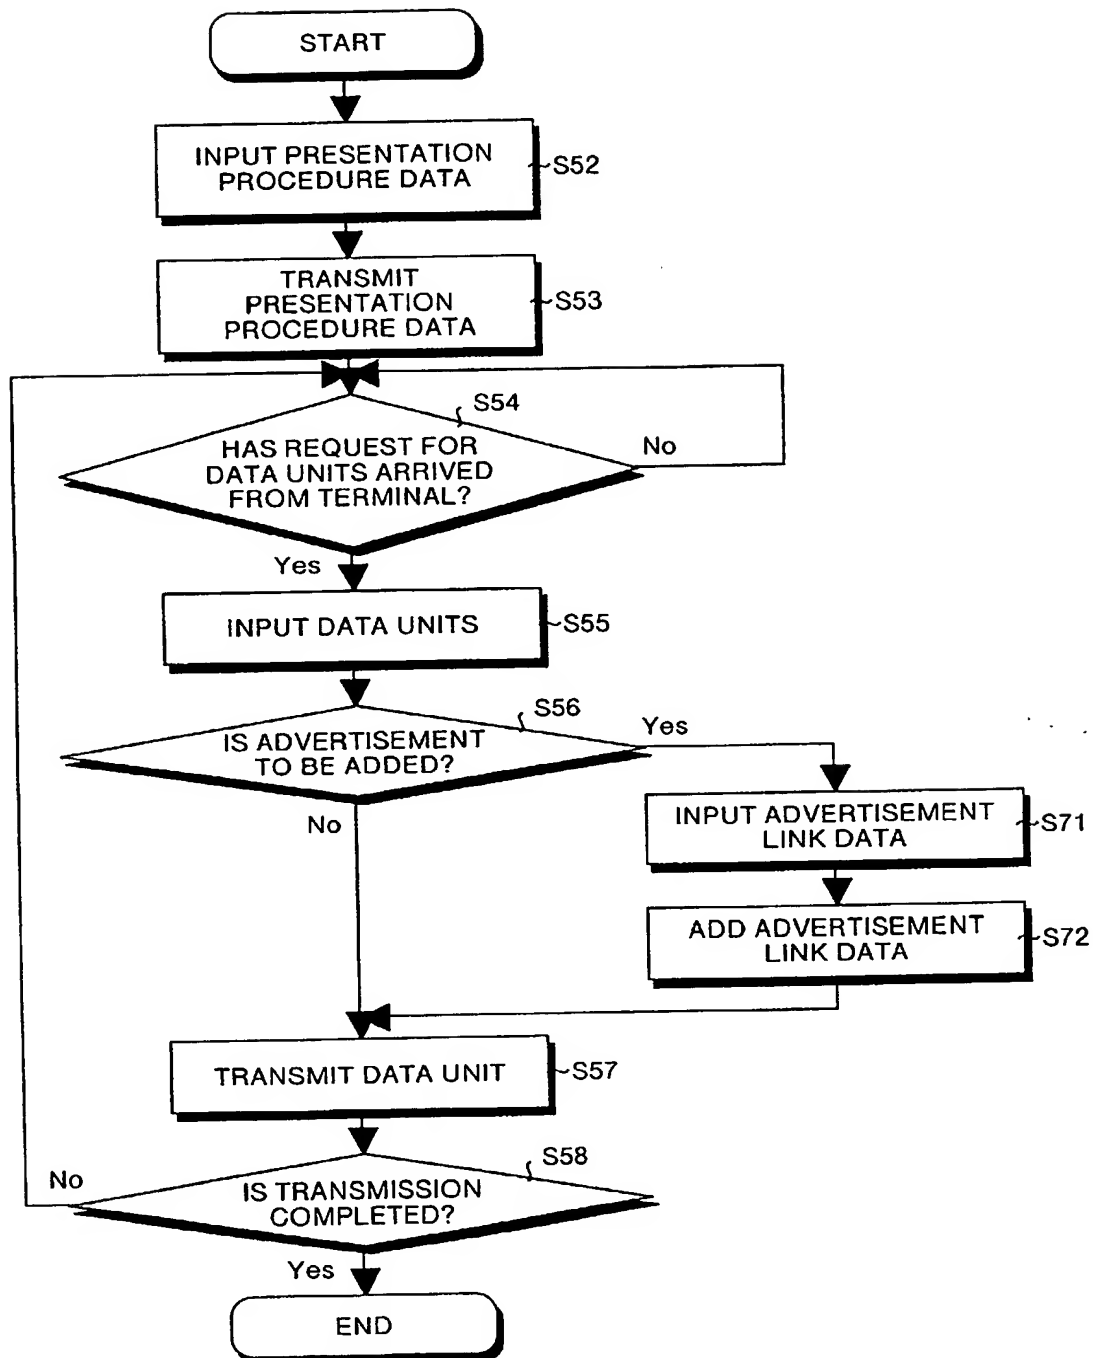 START
INPUT PRESENTATION
PROCEDURE DATA
S52
TRANSMIT
PRESENTATION
PROCEDURE DATA
S53
S54
HAS REQUEST FOR
DATA UNITS ARRIVED
FROM TERMINAL?
No
Yes
INPUT DATA UNITS
S55
S56
IS ADVERTISEMENT
TO BE ADDED?
Yes
No
INPUT ADVERTISEMENT
LINK DATA
S71
ADD ADVERTISEMENT
LINK DATA
S72
TRANSMIT DATA UNIT
S57
S58
No
IS TRANSMISSION
COMPLETED?
Yes
END